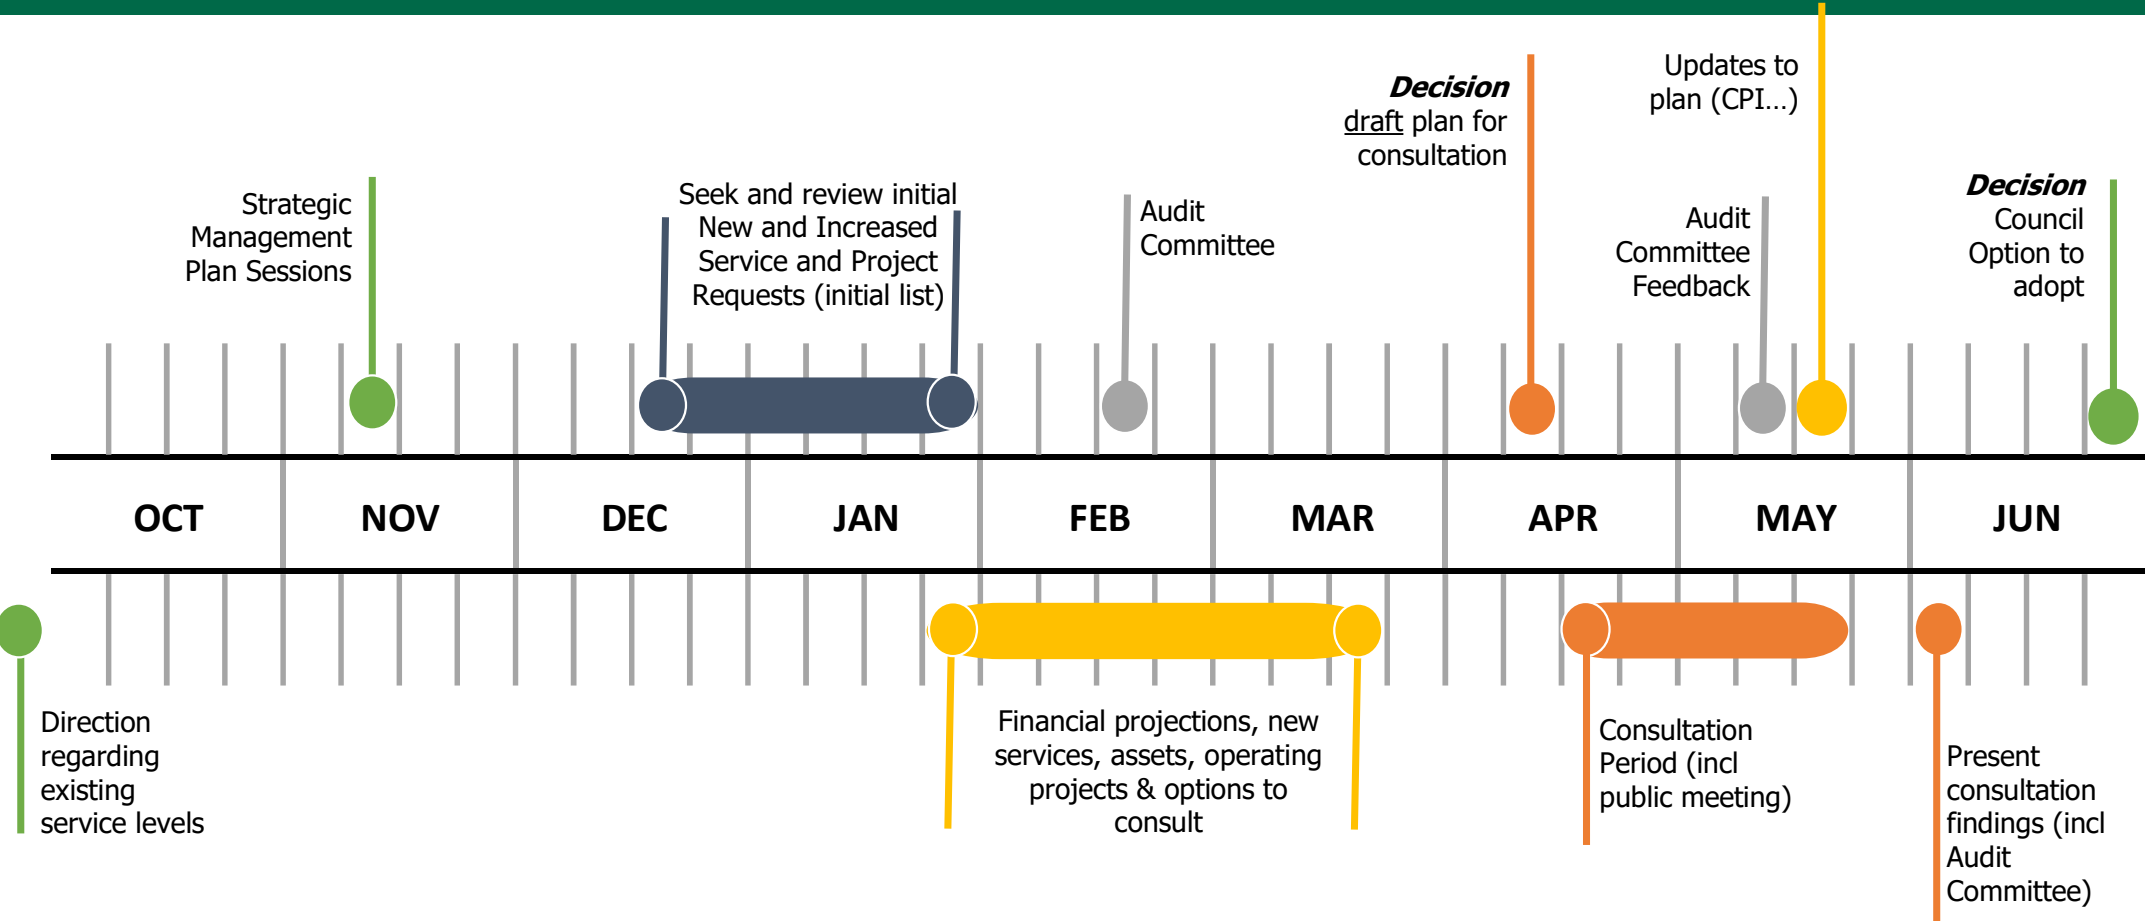 Updates to
plan (CPI...)
Decision
draft plan for
consultation
Strategic
Management
Plan Sessions
Seek and review initial
New and Increased
Service and Project
Requests (initial list)
Audit
Committee
Audit
Committee
Feedback
Decision
Council
Option to
adopt
OCT
NOV
DEC
JAN
FEB
MAR
APR
MAY
JUN
Direction
regarding
existing
service levels
Financial projections, new
services, assets, operating
projects & options to
consult
Consultation
Period (incl
public meeting)
Present
consultation
findings (incl
Audit
Committee)